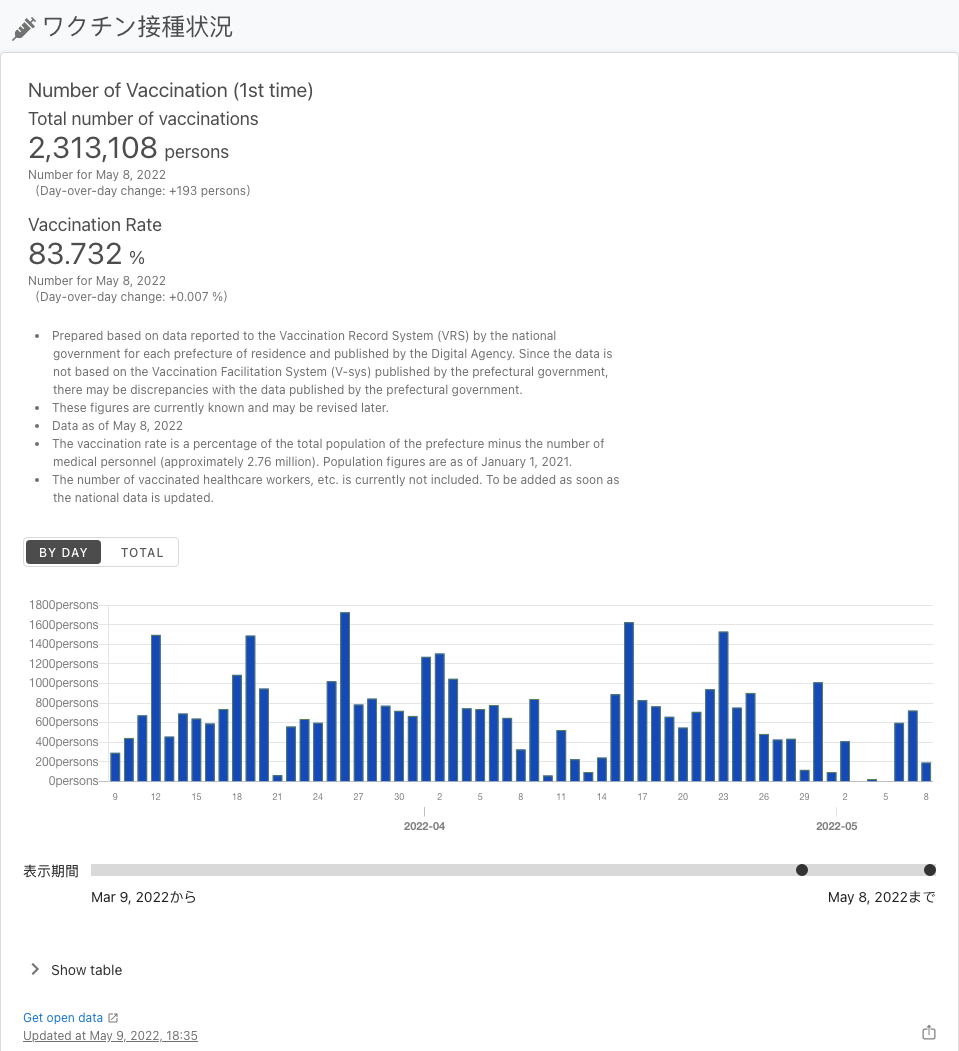 ワクチン接種状況
Number of Vaccination (1st time)
Total number of vaccinations
2,313,108 persons
Number for May 8, 2022
(Day-over-day change: +193 persons)
Vaccination Rate
83.732 %
Number for May 8, 2022
(Day-over-day change: +0.007 %)
• Prepared based on data reported to the Vaccination Record System (VRS) by the national
government for each prefecture of residence and published by the Digital Agency. Since the data is
not based on the Vaccination Facilitation System (V-sys) published by the prefectural government,
there may be discrepancies with the data published by the prefectural government.
• These figures are currently known and may be revised later.
• Data as of May 8, 2022
• The vaccination rate is a percentage of the total population of the prefecture minus the number of
medical personnel (approximately 2.76 million). Population figures are as of January 1, 2021.
• The number of vaccinated healthcare workers, etc. is currently not included. To be added as soon as
the national data is updated.
BY DAY TOTAL
1800persons
1600persons
1400persons
1200persons
1000persons
800persons
600persons
400persons
200persons
0persons
9 12 15 18 21 24 27 30 2 5 8 11 14 17 20 23 26 29 2 5 8
2022-04 2022-05
表示期間
Mar 9, 2022から May 8, 2022まで
Show table
Get open data
Updated at May 9, 2022, 18:35